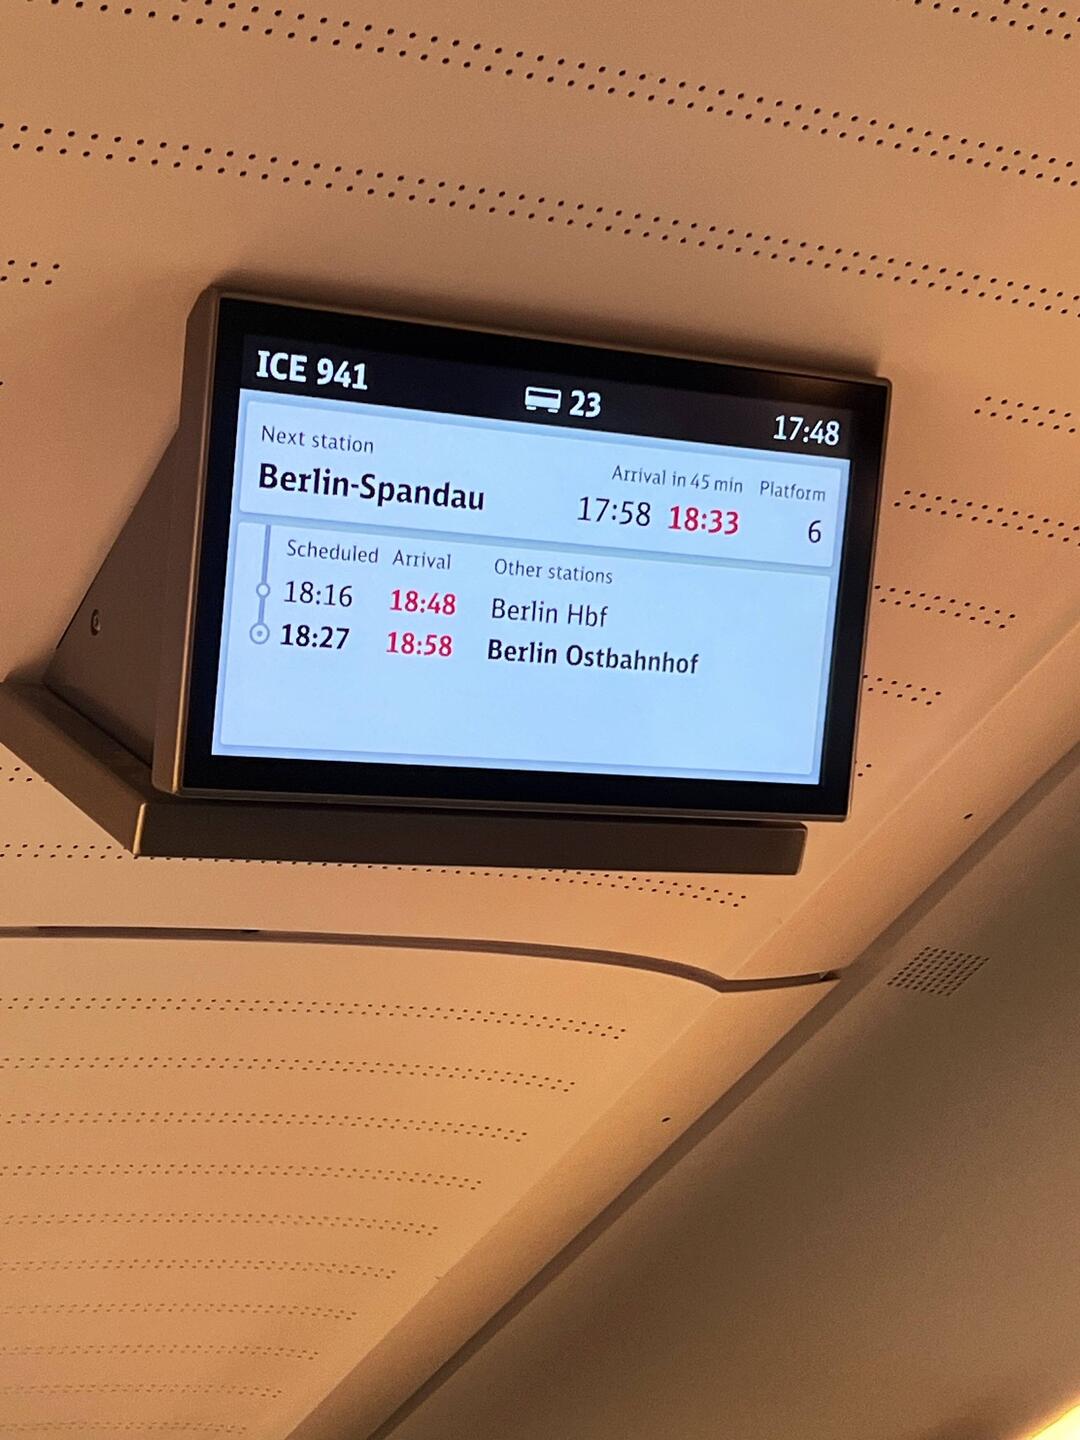 ICE 941 23 17:48
Next station Arrival in 45 min Platform
Berlin-Spandau 17:58 18:33 6
Scheduled Arrival Other stations
18:16 18:48 Berlin Hbf
18:27 18:58 Berlin Ostbahnhof